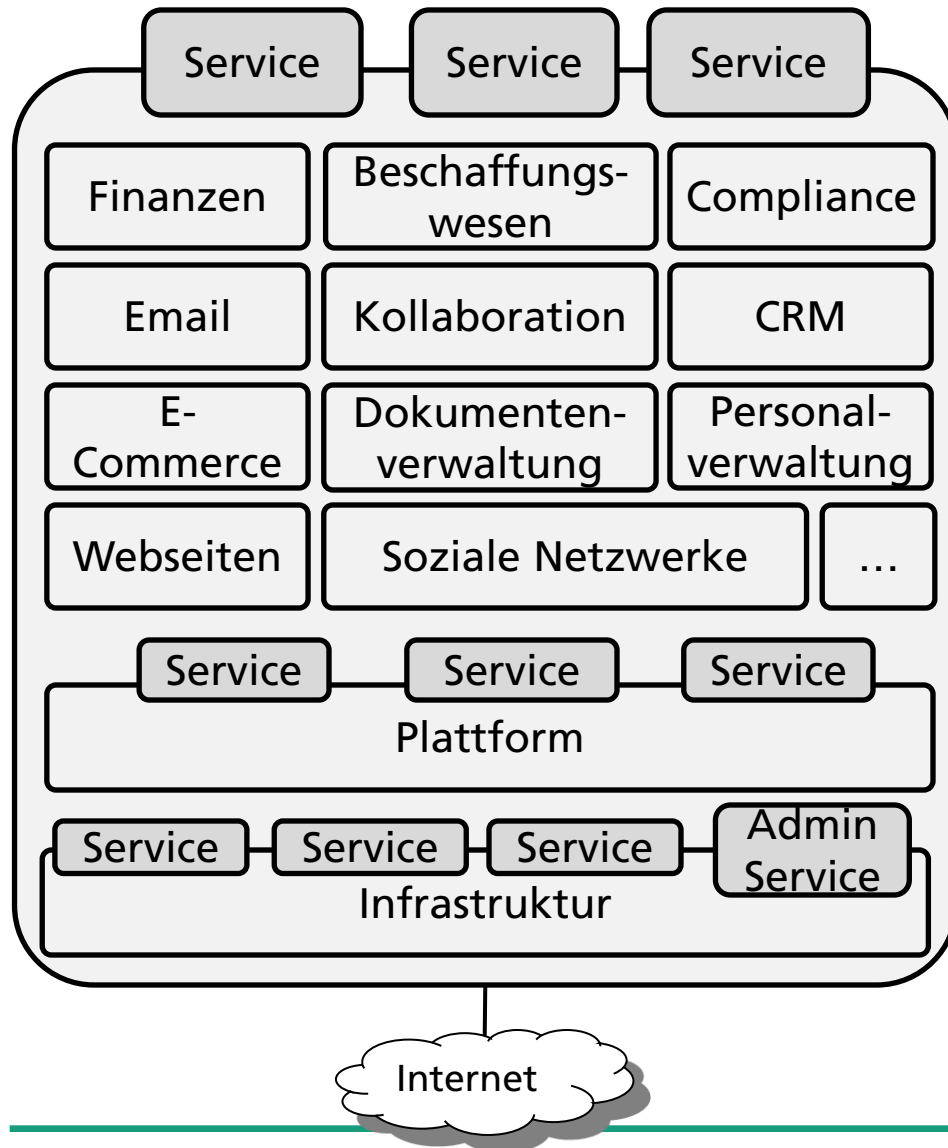 Service
Service
Service
Finanzen
Beschaffungs-
wesen
Compliance
Email
Kollaboration
CRM
E-
Commerce
Dokumenten-
verwaltung
Personal-
verwaltung
Webseiten
Soziale Netzwerke
...
Service
Service
Service
Plattform
Service
Service
Service
Admin
Service
Infrastruktur
Internet